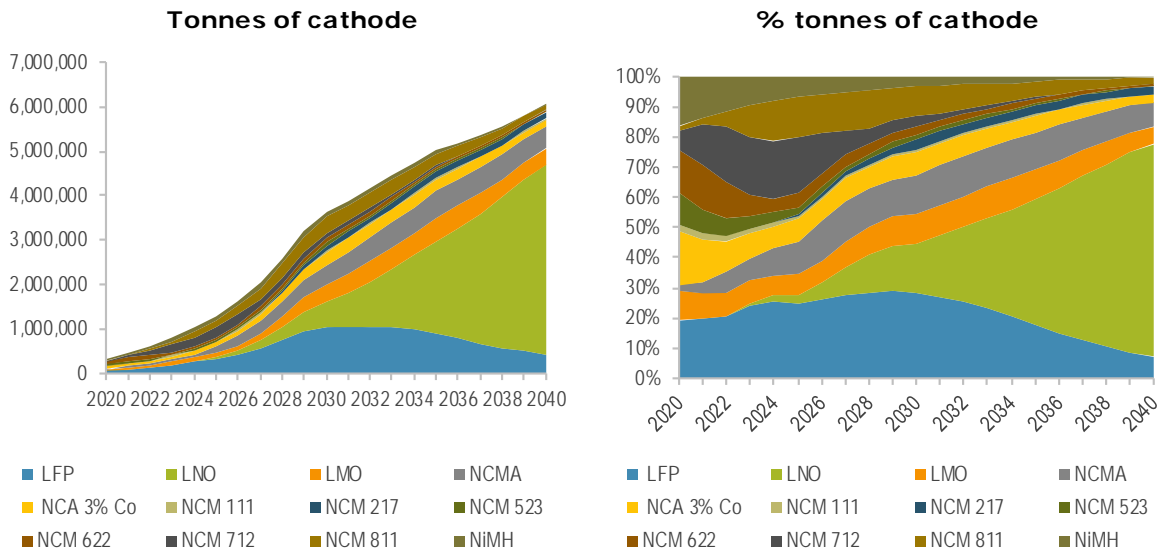 Tonnes of cathode
7,000,000
6,000,000
5,000,000
4,000,000
3,000,000
2,000,000
1,000,000
0
2020 2022 2024 2026 2028 2030 2032 2034 2036 2038 2040
LFP LNO LMO NCMA
NCA 3% Co NCM 111 NCM 217 NCM 523
NCM 622 NCM 712 NCM 811 NiMH
% tonnes of cathode
100%
90%
80%
70%
60%
50%
40%
30%
20%
10%
0%
2020 2022 2024 2026 2028 2030 2032 2034 2036 2038 2040
LFP LNO LMO NCMA
NCA 3% Co NCM 111 NCM 217 NCM 523
NCM 622 NCM 712 NCM 811 NiMH